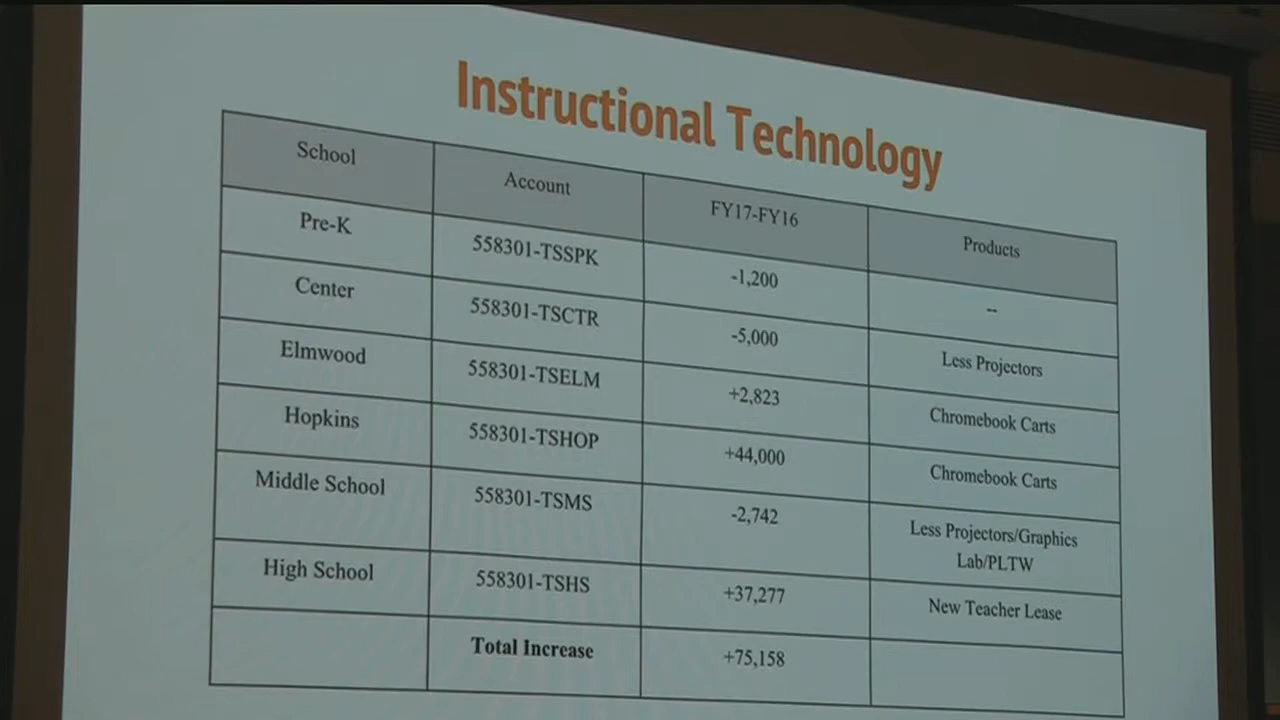 Instructional Technology
School Account FY17-FY16 Products
Pre-K 558301-TSSPK -1,200 --
Center 558301-TSCTR -5,000 Less Projectors
Elmwood 558301-TSELM +2,823 Chromebook Carts
Hopkins 558301-TSHOP +44,000 Chromebook Carts
Middle School 558301-TSMS -2,742 Less Projectors/Graphics
Lab/PLTW
High School 558301-TSHS +37,277 New Teacher Lease
Total Increase +75,158